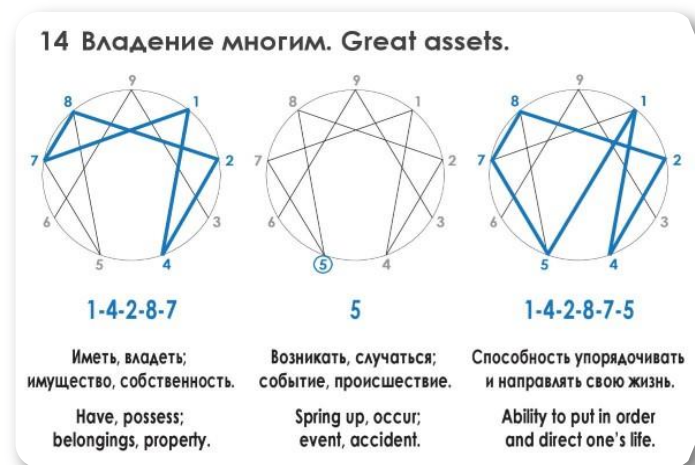 14 Владение многим. Great assets.
9
8 1
7 2
6 3
5 4
9
8 1
7 2
6 3
5 4
9
8 1
7 2
6 3
5 4
1-4-2-8-7
Иметь, владеть;
имущество, собственность.
Have, possess;
belongings, property.
5
Возникать, случаться;
событие, происшествие.
Spring up, occur;
event, accident.
1-4-2-8-7-5
Способность упорядочивать
и направлять свою жизнь.
Ability to put in order
and direct one's life.